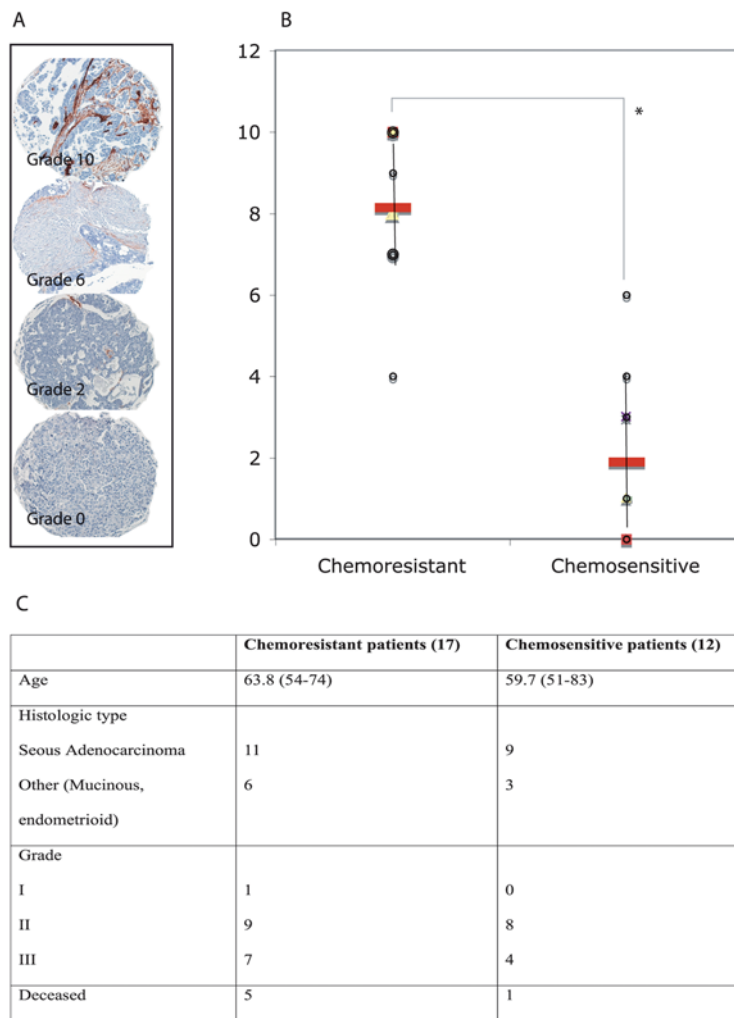 A
Grade 10
Grade 6
Grade 2
Grade 0
B
12
10
8
6
4
2
0
*
Chemoresistant Chemosensitive
C
Chemoresistant patients (17) Chemosensitive patients (12)
Age 63.8 (54-74) 59.7 (51-83)
Histologic type
Seous Adenocarcinoma 11 9
Other (Mucinous, 6 3
endometrioid)
Grade
I 1 0
II 9 8
III 7 4
Deceased 5 1